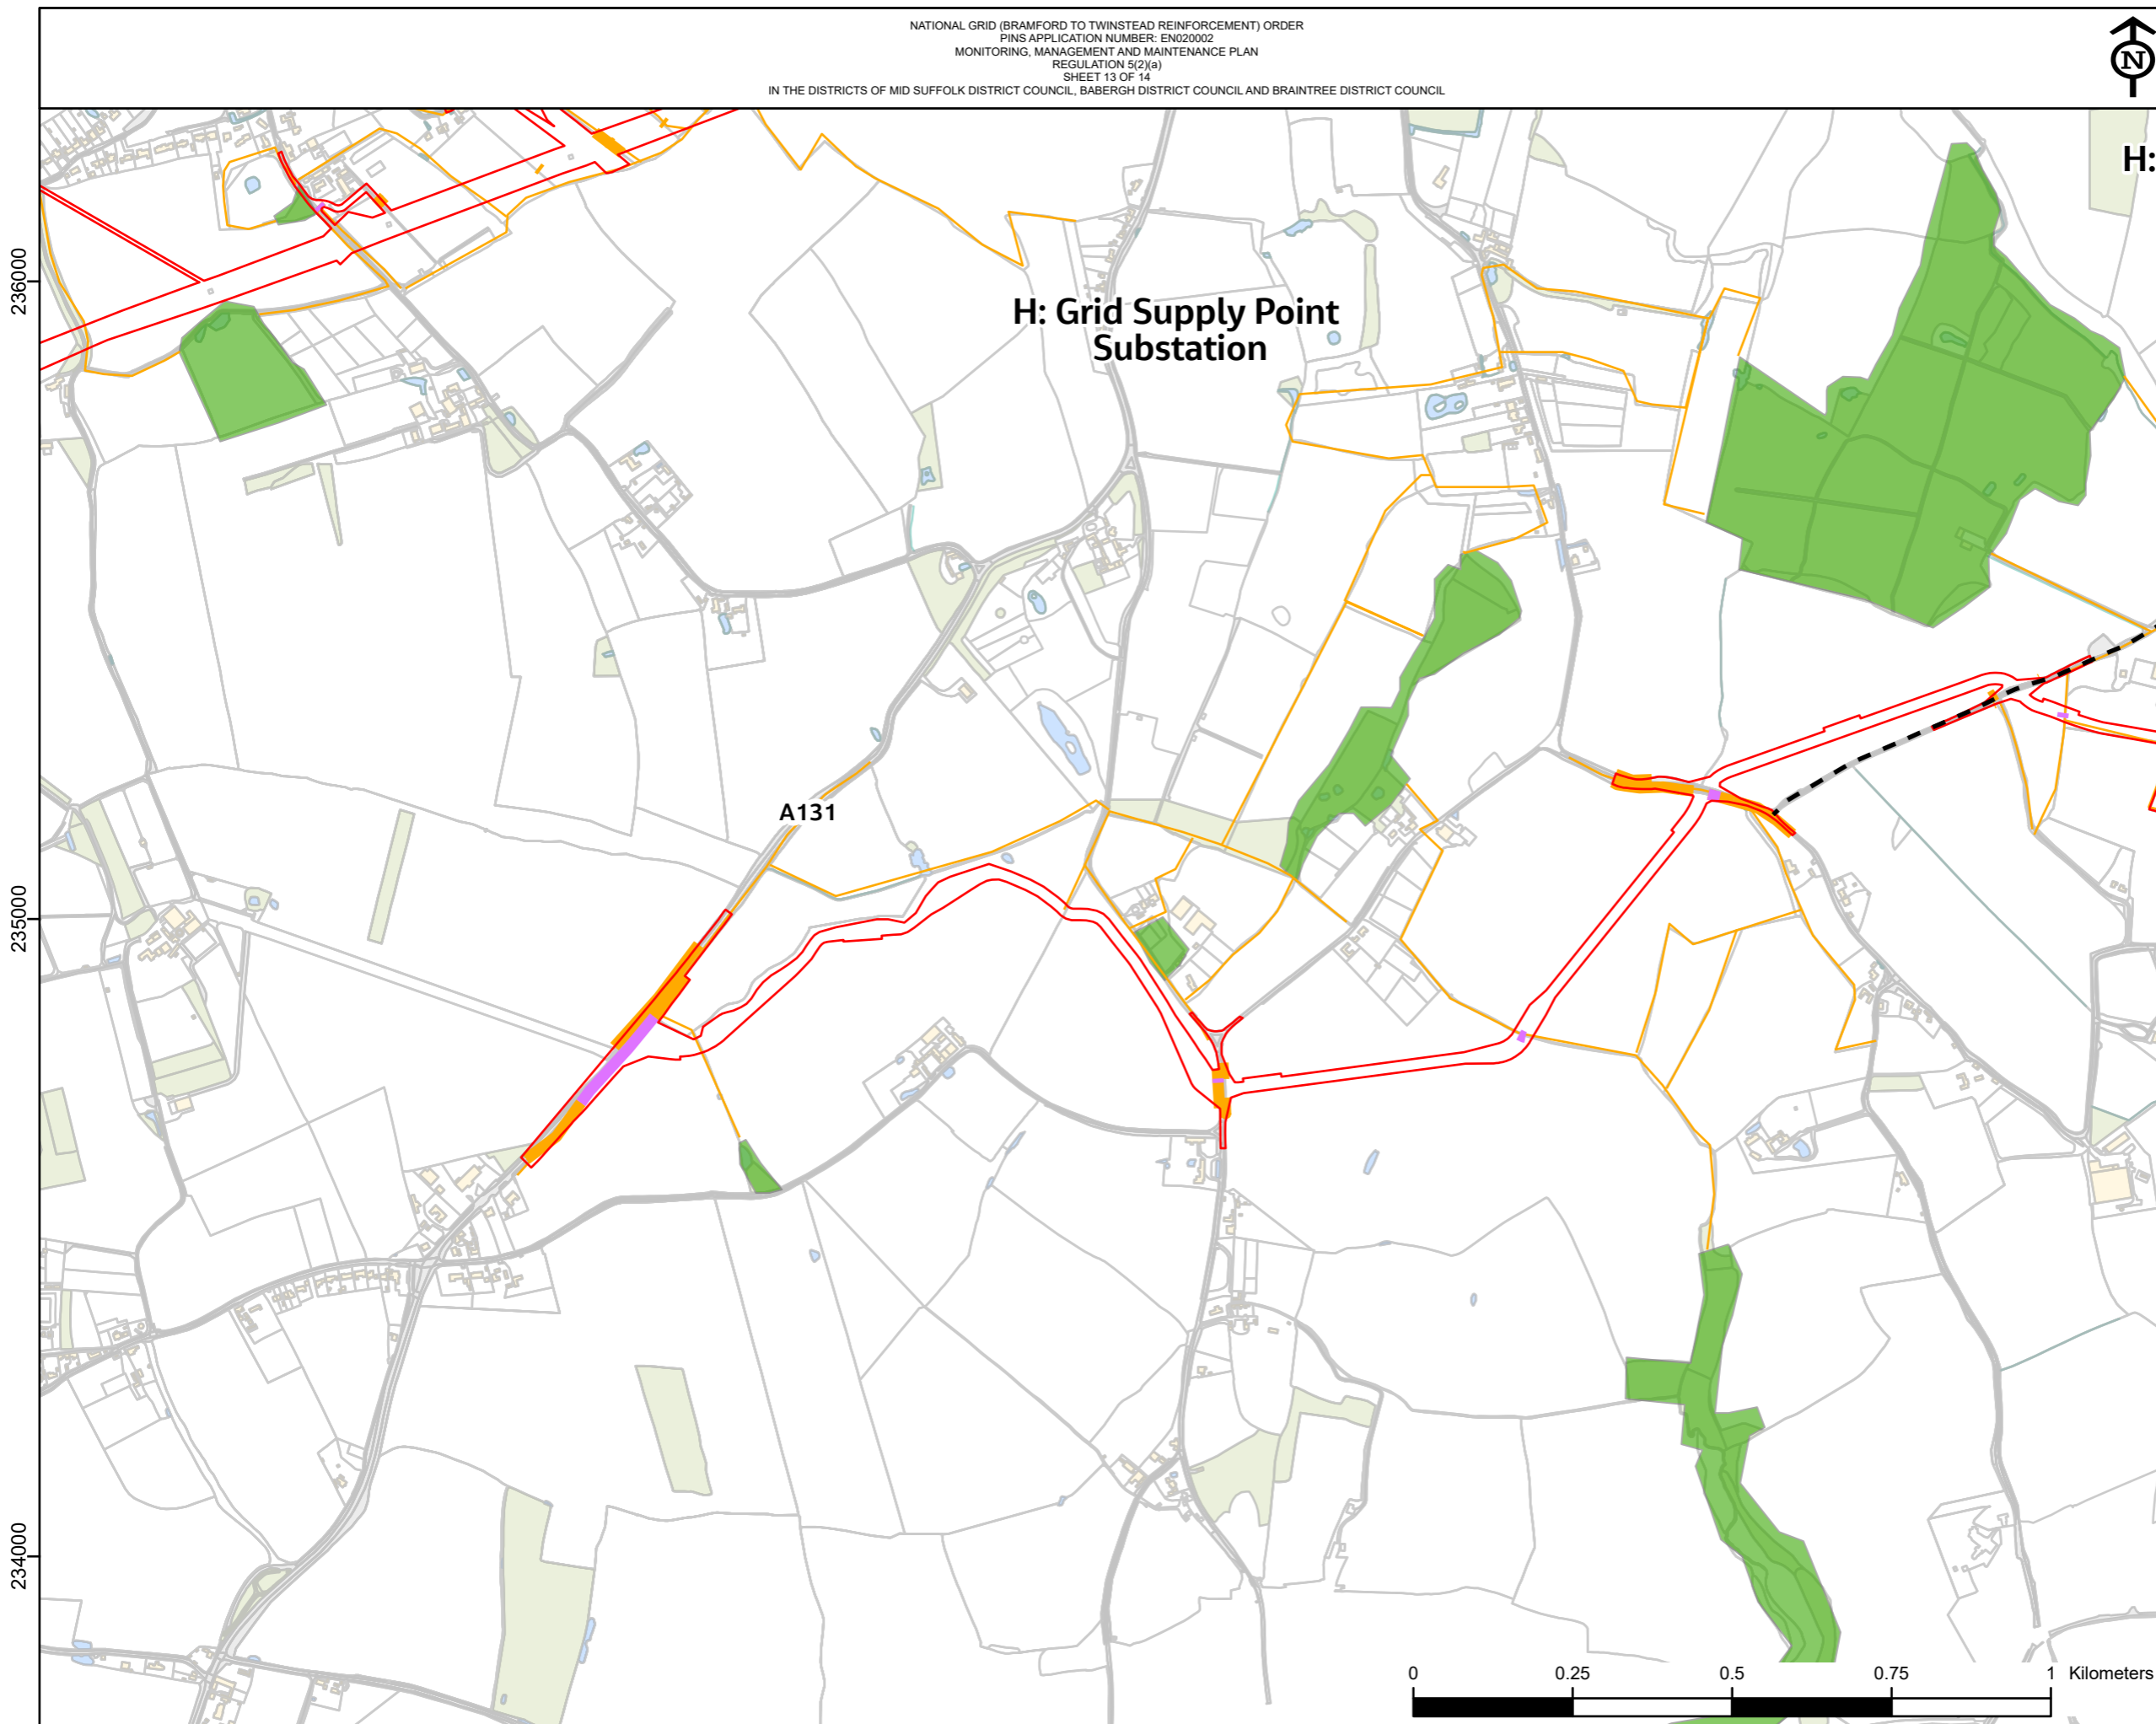 NATIONAL GRID (BRAMFORD TO TWINSTEAD REINFORCEMENT) ORDER
PINS APPLICATION NUMBER: EN020002
MONITORING, MANAGEMENT AND MAINTENANCE PLAN
REGULATION 5(2)(a)
SHEET 13 OF 14
IN THE DISTRICTS OF MID SUFFOLK DISTRICT COUNCIL, BABERGH DISTRICT COUNCIL AND BRAINTREE DISTRICT COUNCIL
N
H:
236000
H: Grid Supply Point
Substation
A131
235000
234000
0 0.25 0.5 0.75 1 Kilometers